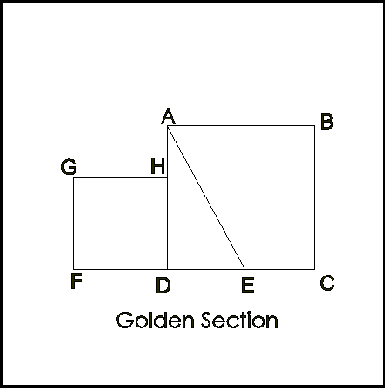 A B
G H
F D E C
Golden Section